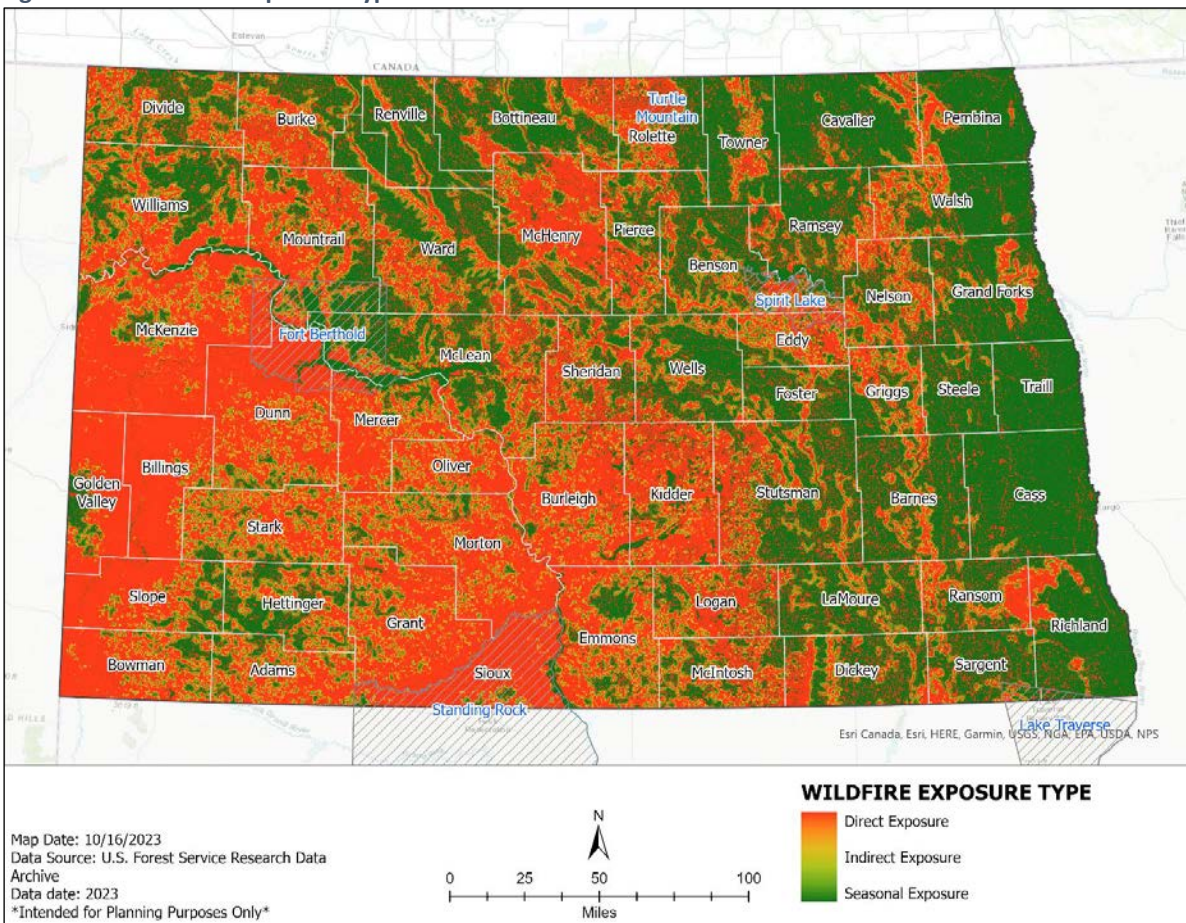 Estevan
CANADA
Divide
Burke
Renville
Bottineau
Turtle
Mountain
Rolette
Towner
Cavalier
Pembina
Williams
Mountrail
Ward
McHenry
Pierce
Ramsey
Walsh
Benson
Spirit Lake
Nelson
Grand Forks
McKenzie
Fort Berthold
McLean
Sheridan
Wells
Eddy
Foster
Griggs
Steele
Traill
Dunn
Mercer
Oliver
Golden
Valley
Billings
Stark
Burleigh
Kidder
Stutsman
Barnes
Cass
Morton
Slope
Hettinger
Grant
Emmons
Logan
LaMoure
Ransom
Richland
Bowman
Adams
Sioux
McIntosh
Dickey
Sargent
Standing Rock
Lake Traverse
Esri Canada, Esri, HERE, Garmin, USGS, NGA, EPA, USDA, NPS
WILDFIRE EXPOSURE TYPE
Direct Exposure
Indirect Exposure
Seasonal Exposure
Map Date: 10/16/2023
Data Source: U.S. Forest Service Research Data
Archive
Data date: 2023
*Intended for Planning Purposes Only*
N
0 25 50 100
Miles